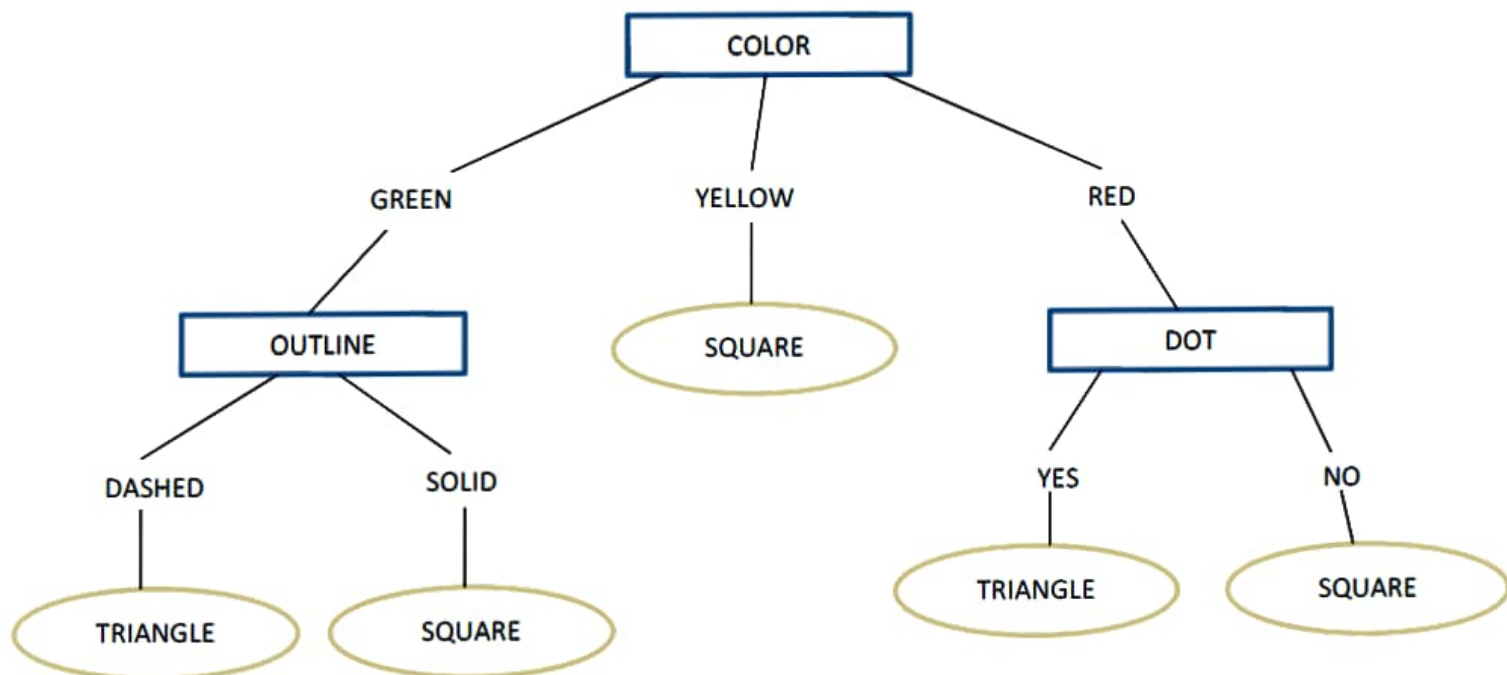 COLOR
GREEN
YELLOW
RED
OUTLINE
SQUARE
DOT
DASHED
SOLID
YES
NO
TRIANGLE
SQUARE
TRIANGLE
SQUARE